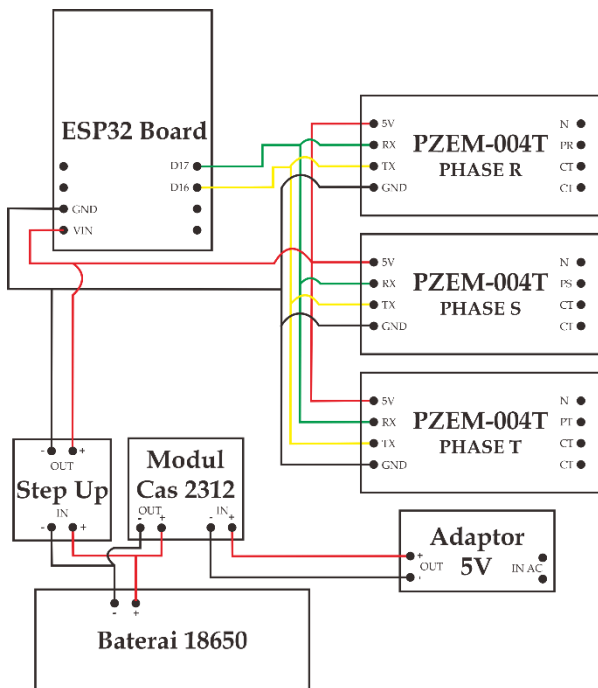 ESP32 Board
D17
D16
GND
VIN
5V
RX
TX
GND
PZEM-004T
PHASE R
N
PR
CT
CT
5V
RX
TX
GND
PZEM-004T
PHASE S
N
PS
CT
CT
5V
RX
TX
GND
PZEM-004T
PHASE T
N
PT
CT
CT
- +
OUT
Step Up
IN
- +
Modul
Cas 2312
OUT
- +
IN
- +
Adaptor
5V
+
OUT
-
IN AC
- +
Baterai 18650